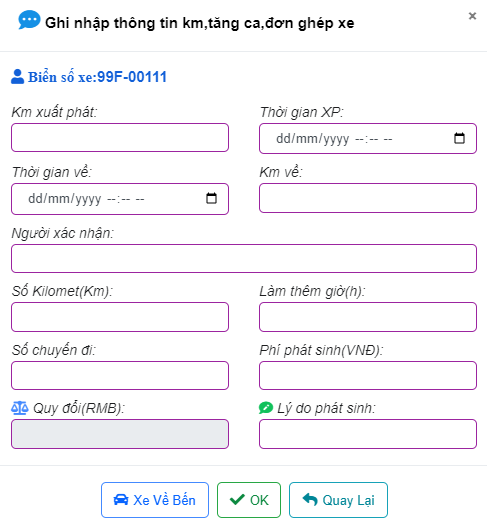 Ghi nhập thông tin km,tăng ca,đơn ghép xe
×
Biển số xe:99F-00111
Km xuất phát: Thời gian XP:
dd/mm/yyyy --:-- --
Thời gian về: Km về:
dd/mm/yyyy --:-- --
Người xác nhận:
Số Kilomet(Km): Làm thêm giờ(h):
Số chuyến đi: Phí phát sinh(VNĐ):
Quy đổi(RMB): Lý do phát sinh:
Xe Về Bến OK Quay Lại